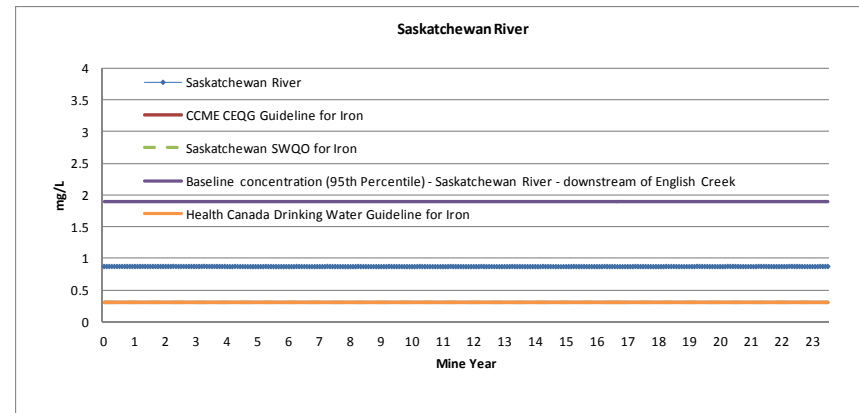 Saskatchewan River
4
3.5
3
2.5
2
1.5
1
0.5
0
mg/L
Saskatchewan River
CCME CEQG Guideline for Iron
Saskatchewan SWQO for Iron
Baseline concentration (95th Percentile) - Saskatchewan River - downstream of English Creek
Health Canada Drinking Water Guideline for Iron
0 1 2 3 4 5 6 7 8 9 10 11 12 13 14 15 16 17 18 19 20 21 22 23
Mine Year